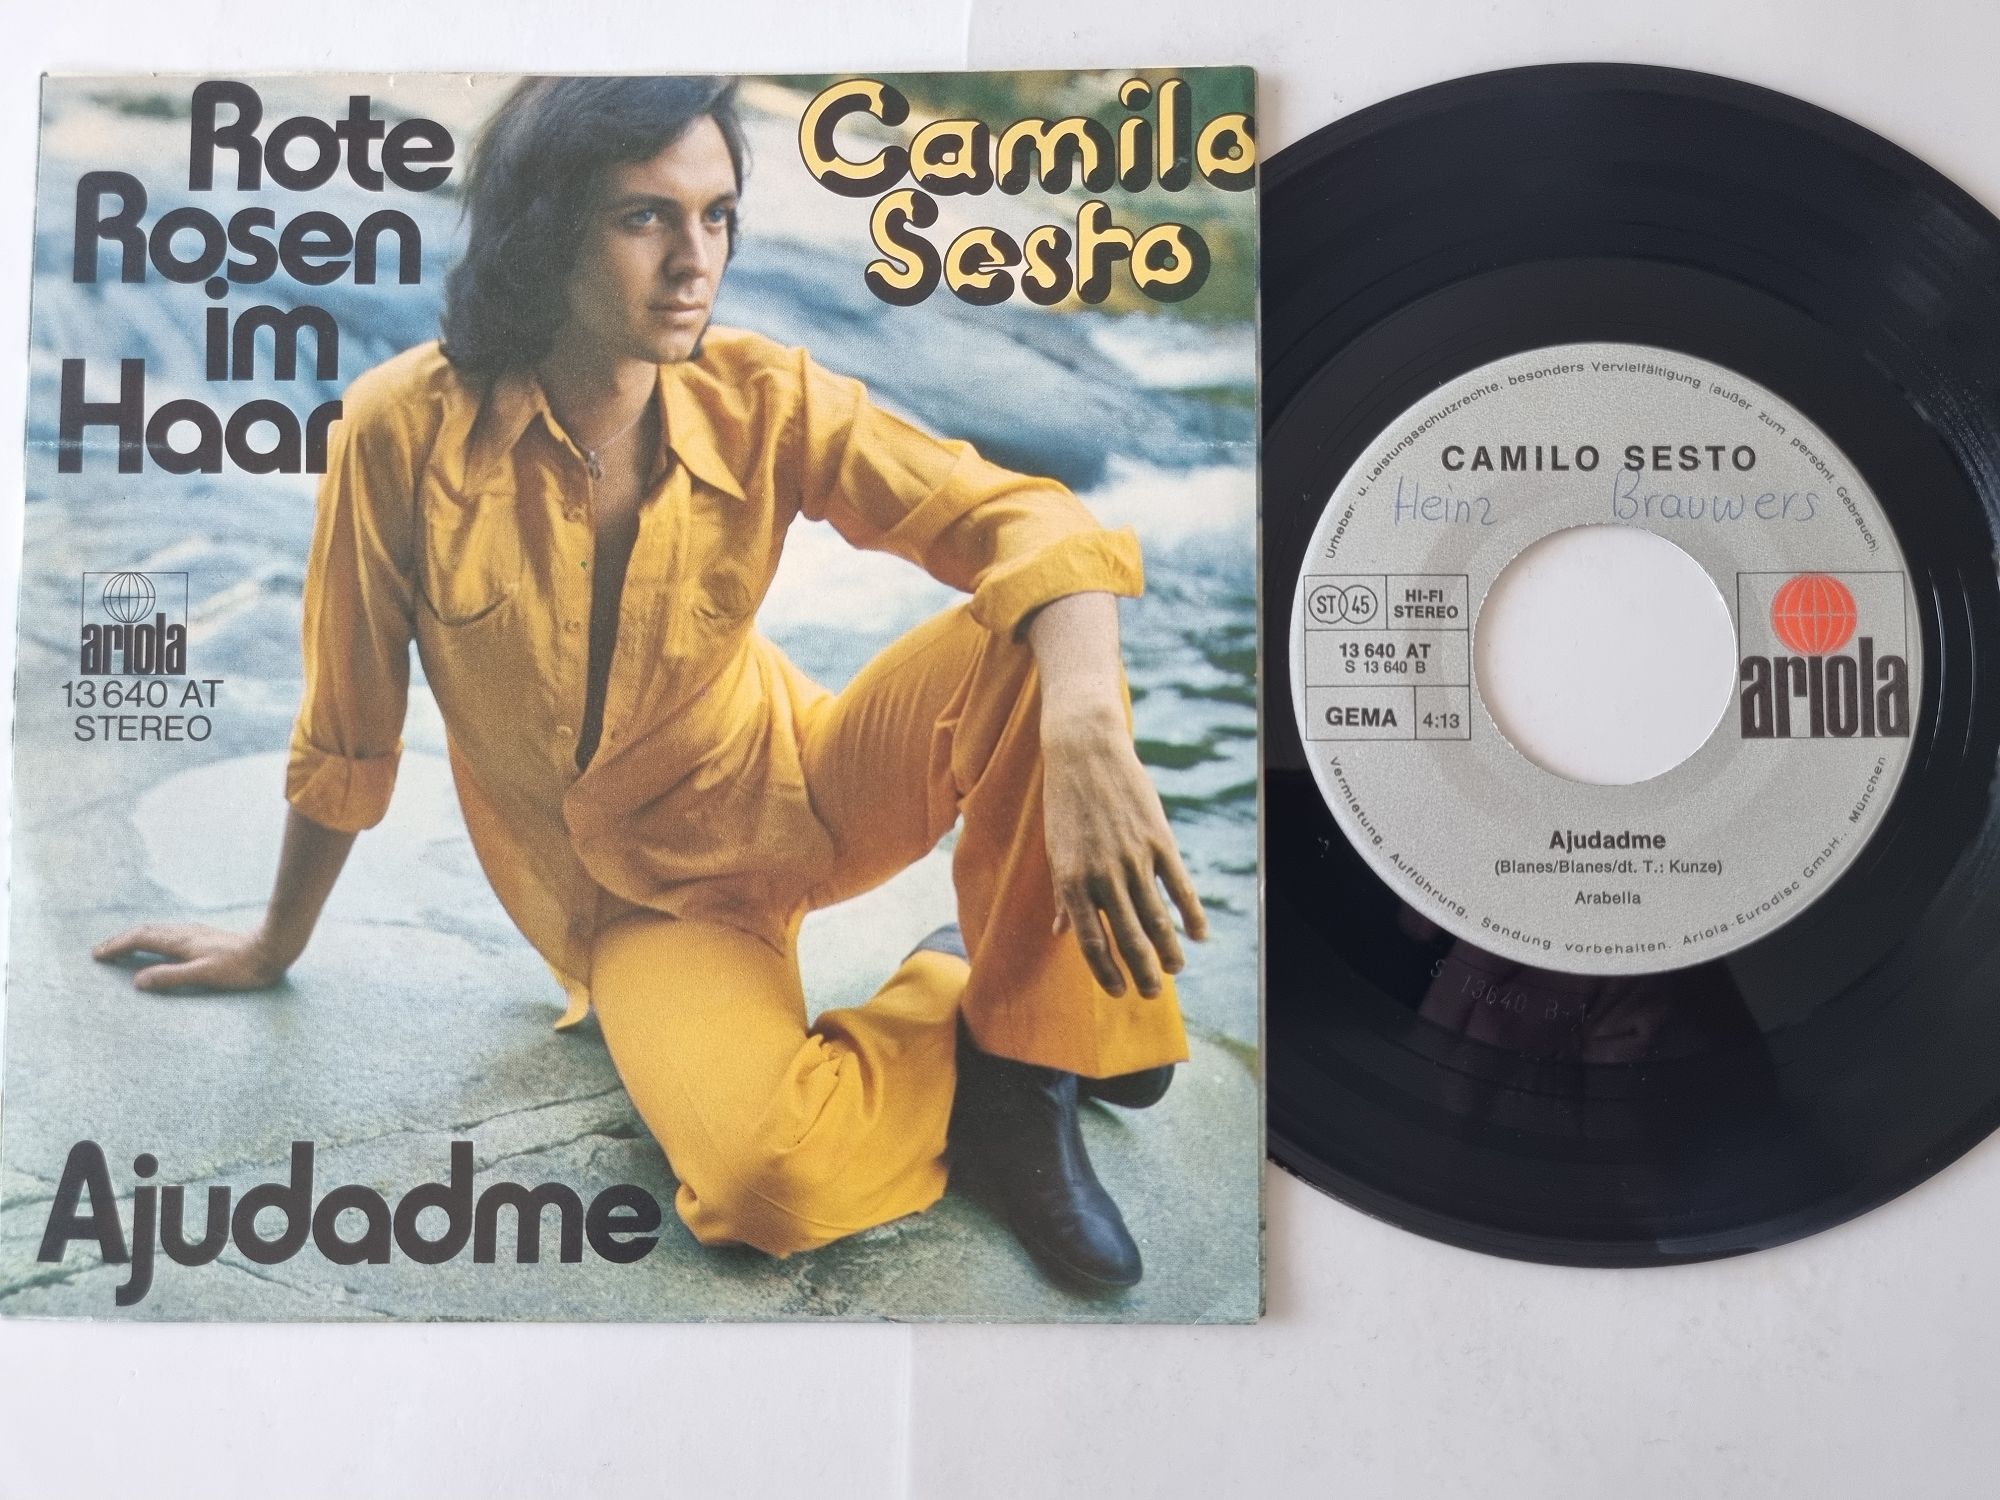 Rote
Rosen
im
Haar
Camilo
Sesto
ariola
13 640 AT
STEREO
Ajudadme
Urheber- u. Leistungsschutzrechte, besonders Vervielfältigung (außer zum persönl. Gebrauch),
CAMILO SESTO
Heinz Brauwers
ST 45
HI-FI
STEREO
13 640 AT
S 13 640 B
GEMA 4:13
ariola
Ajudadme
(Blanes/Blanes/dt. T.: Kunze)
Arabella
Vermietung, Aufführung, Sendung vorbehalten. Ariola-Eurodisc GmbH., München
S 13640 B-1